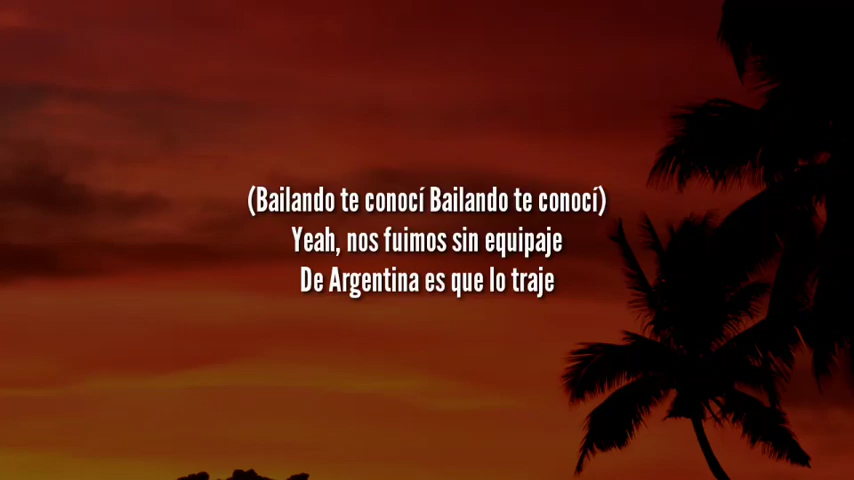 (Bailando te conocí Bailando te conocí)
Yeah, nos fuimos sin equipaje
De Argentina es que lo traje